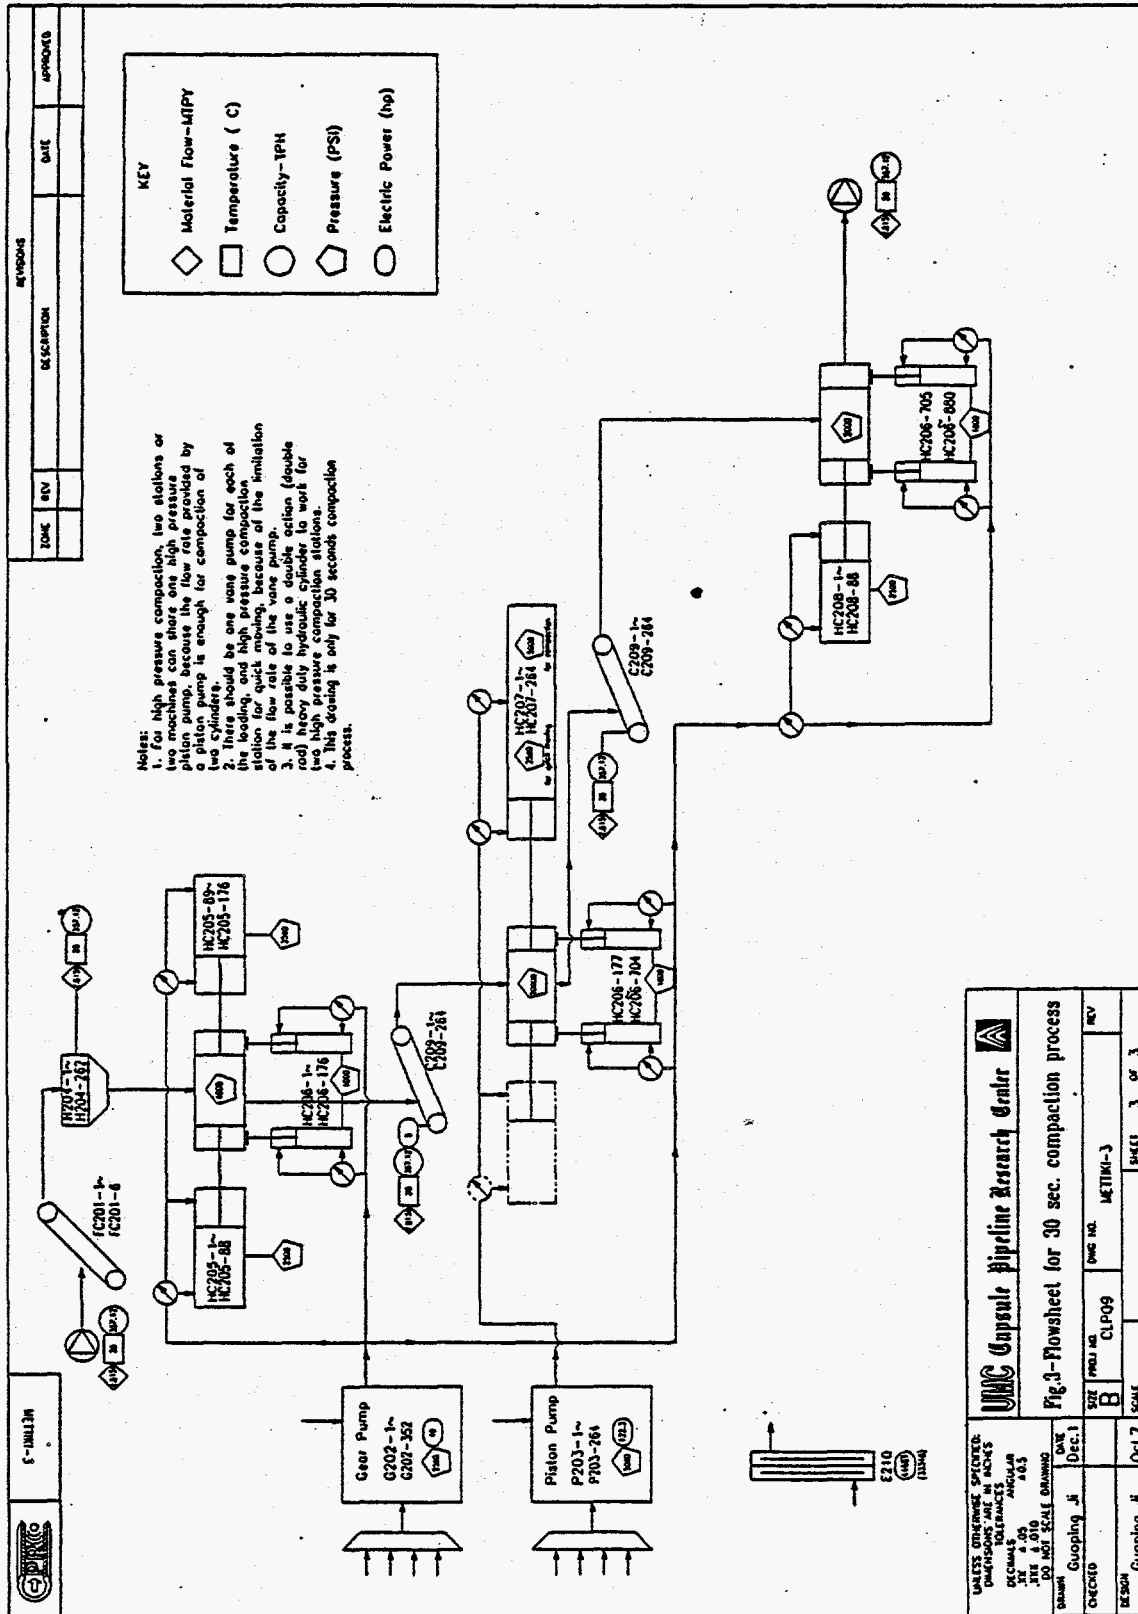 METTIKI-3
CPRC
REVISIONS
ZONE REV DESCRIPTION DATE APPROVED
KEY
Material Flow-MTPY
Temperature ( C)
Capacity-TPH
Pressure (PSI)
Electric Power (hp)
Notes:
1. For high pressure compaction, two stations or
two machines can share one high pressure
piston pump, because the flow rate provided by
a piston pump is enough for compaction of
two cylinders.
2. There should be one vane pump for each of
the loading, and high pressure compaction
station for quick moving, because of the limitation
of the flow rate of the vane pump.
3. It is possible to use a double action (double
rod) heavy duty hydraulic cylinder to work for
two high pressure compaction stations.
4. This drawing is only for 30 seconds compaction
process.
FC201-1~
FC201-6
H204-1~
H204-262
HC205-1~
HC205-88
HC205-89~
HC205-176
HC206-1~
HC206-176
C209-1~
C209-264
HC206-177
HC206-704
HC207-1~
HC207-264
C209-1~
C209-264
HC208-1~
HC208-88
HC206-705
~
HC206-880
Gear Pump
G202-1~
G202-352
Piston Pump
P203-1~
P203-264
E210
UNLESS OTHERWISE SPECIFIED:
DIMENSIONS ARE IN INCHES
TOLERANCES
DECIMALS ANGULAR
.XX ±.05 ±0.5
.XXX ±.010
DO NOT SCALE DRAWING
DRAWN Guoping Ji
DATE Dec.1
CHECKED
DESIGN Guoping Ji
UMC Capsule Pipeline Research Center
Fig.3-Flowsheet for 30 sec. compaction process
SIZE B
PROJ NO. CLP09
DWG NO. METTIKI-3
REV
SCALE
SHEET 3 OF 3